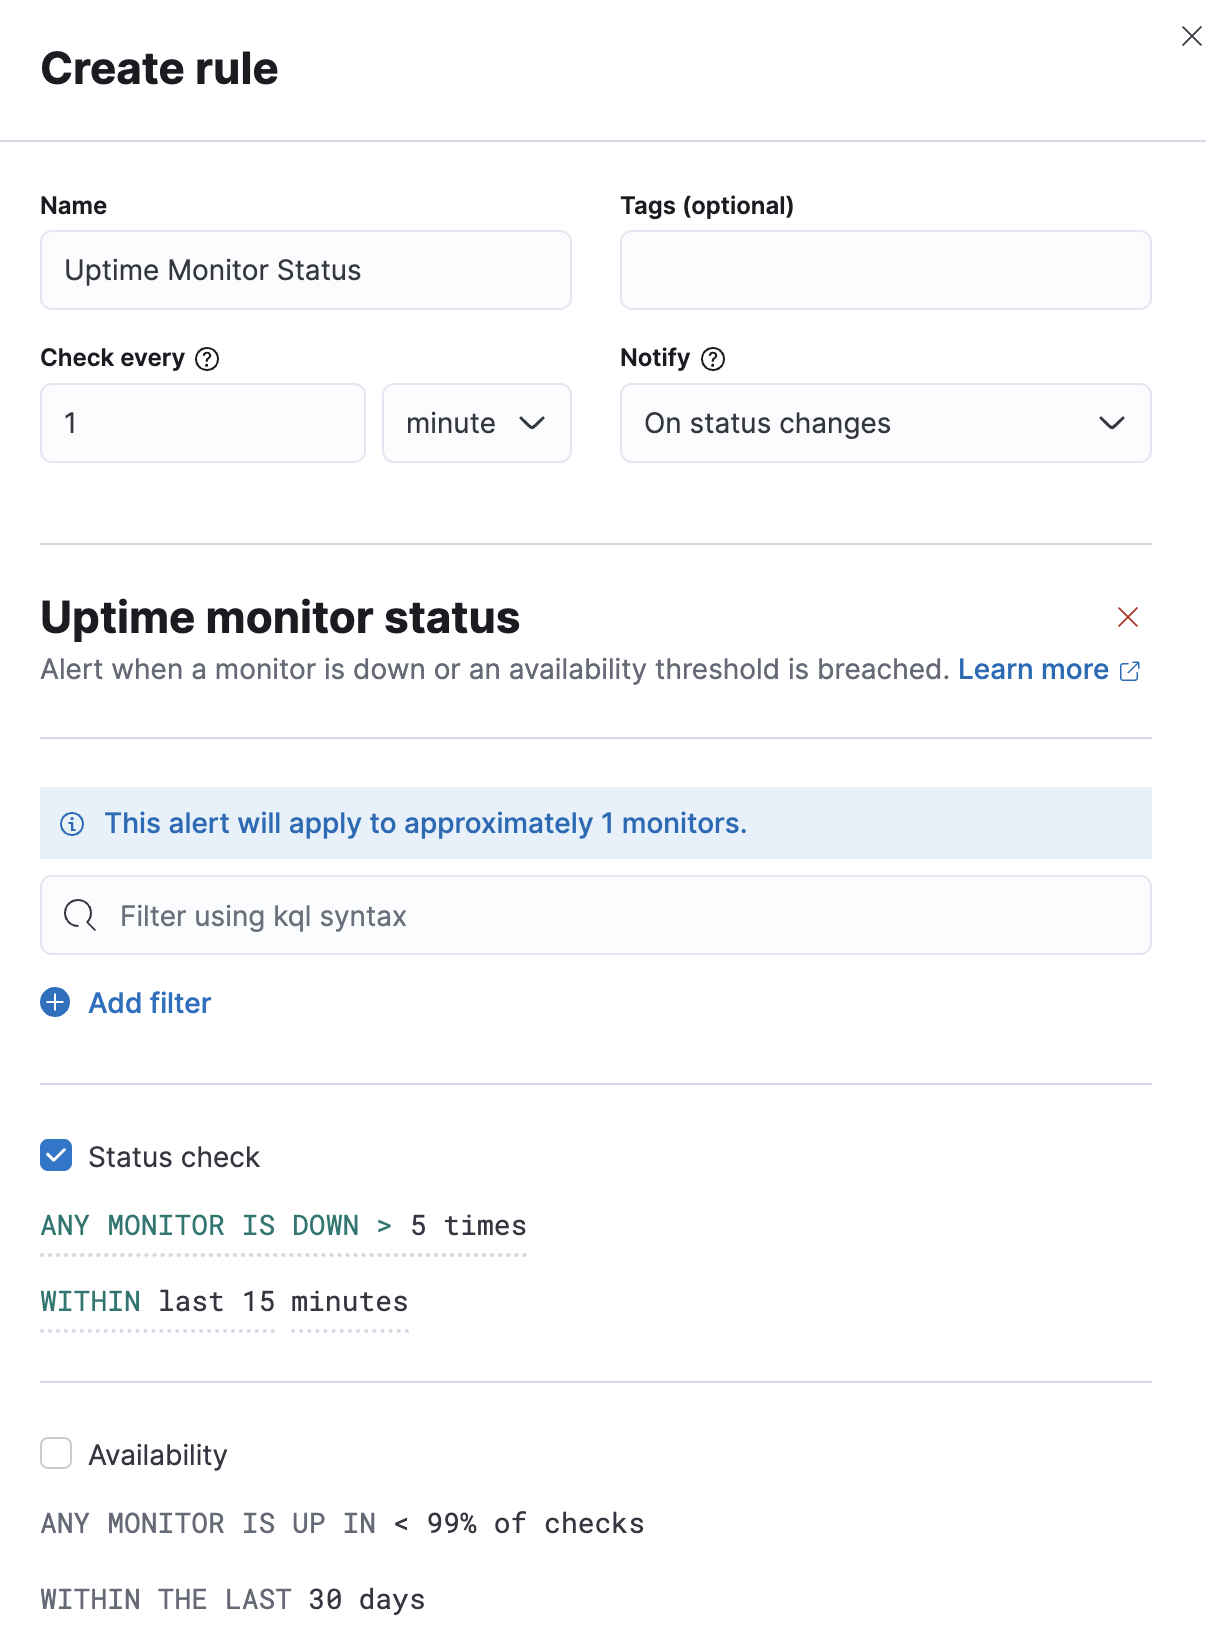 Create rule
Name
Tags (optional)
Uptime Monitor Status
Check every
Notify
1
minute
On status changes
Uptime monitor status
Alert when a monitor is down or an availability threshold is breached. Learn more
This alert will apply to approximately 1 monitors.
Filter using kql syntax
Add filter
Status check
ANY MONITOR IS DOWN > 5 times
WITHIN last 15 minutes
Availability
ANY MONITOR IS UP IN < 99% of checks
WITHIN THE LAST 30 days